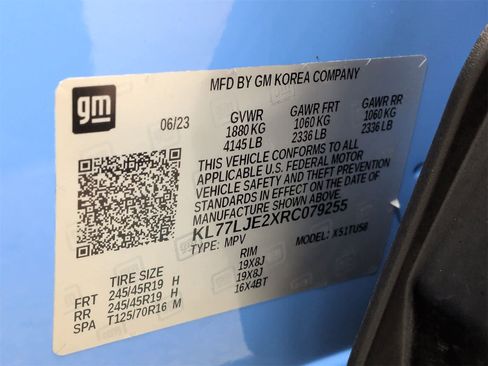 MFD BY GM KOREA COMPANY
gm
06/23
GVWR GAWR FRT GAWR RR
1880 KG 1060 KG 1060 KG
4145 LB 2336 LB 2336 LB
THIS VEHICLE CONFORMS TO ALL
APPLICABLE U.S. FEDERAL MOTOR
VEHICLE SAFETY AND THEFT PREVENTION
STANDARDS IN EFFECT ON THE DATE OF
MANUFACTURE SHOWN ABOVE.
KL77LJE2XRC079255
TYPE: MPV MODEL: XS1TU58
TIRE SIZE RIM
FRT 245/45R19 H 19X8J
RR 245/45R19 H 19X8J
SPA T125/70R16 M 16X4BT